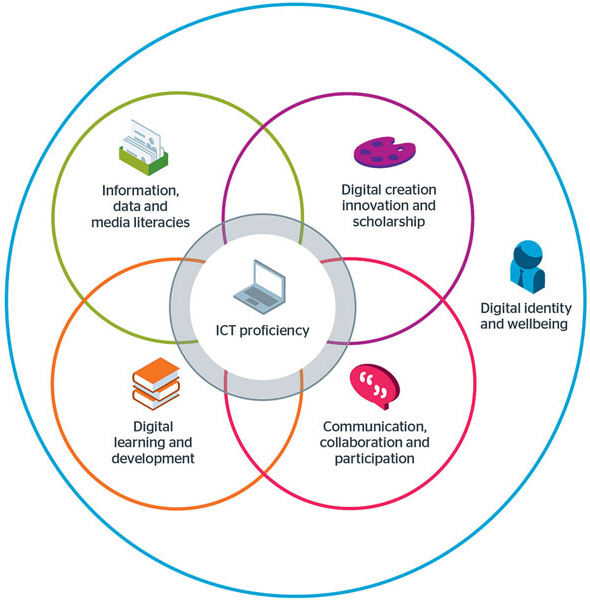 Information,
data and
media literacies
Digital creation
innovation and
scholarship
ICT proficiency
Digital identity
and wellbeing
Digital
learning and
development
Communication,
collaboration and
participation